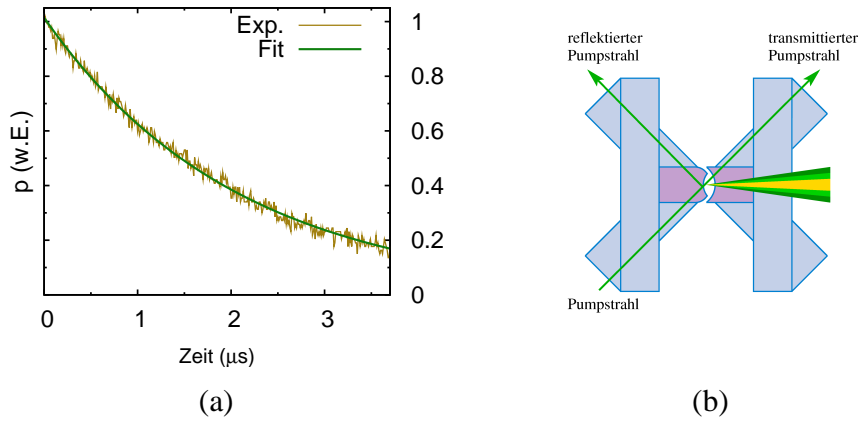 Exp.
Fit
p (w.E.)
1
0.8
0.6
0.4
0.2
0
0 1 2 3
Zeit (μs)
(a)
reflektierter
Pumpstrahl
transmittierter
Pumpstrahl
Pumpstrahl
(b)